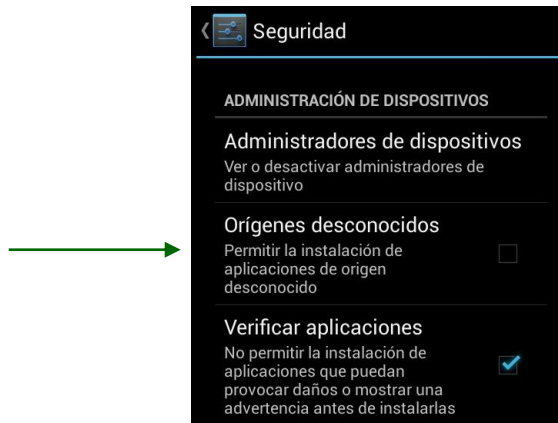 Seguridad
ADMINISTRACIÓN DE DISPOSITIVOS
Administradores de dispositivos
Ver o desactivar administradores de
dispositivo
Orígenes desconocidos
Permitir la instalación de
aplicaciones de origen
desconocido
Verificar aplicaciones
No permitir la instalación de
aplicaciones que puedan
provocar daños o mostrar una
advertencia antes de instalarlas